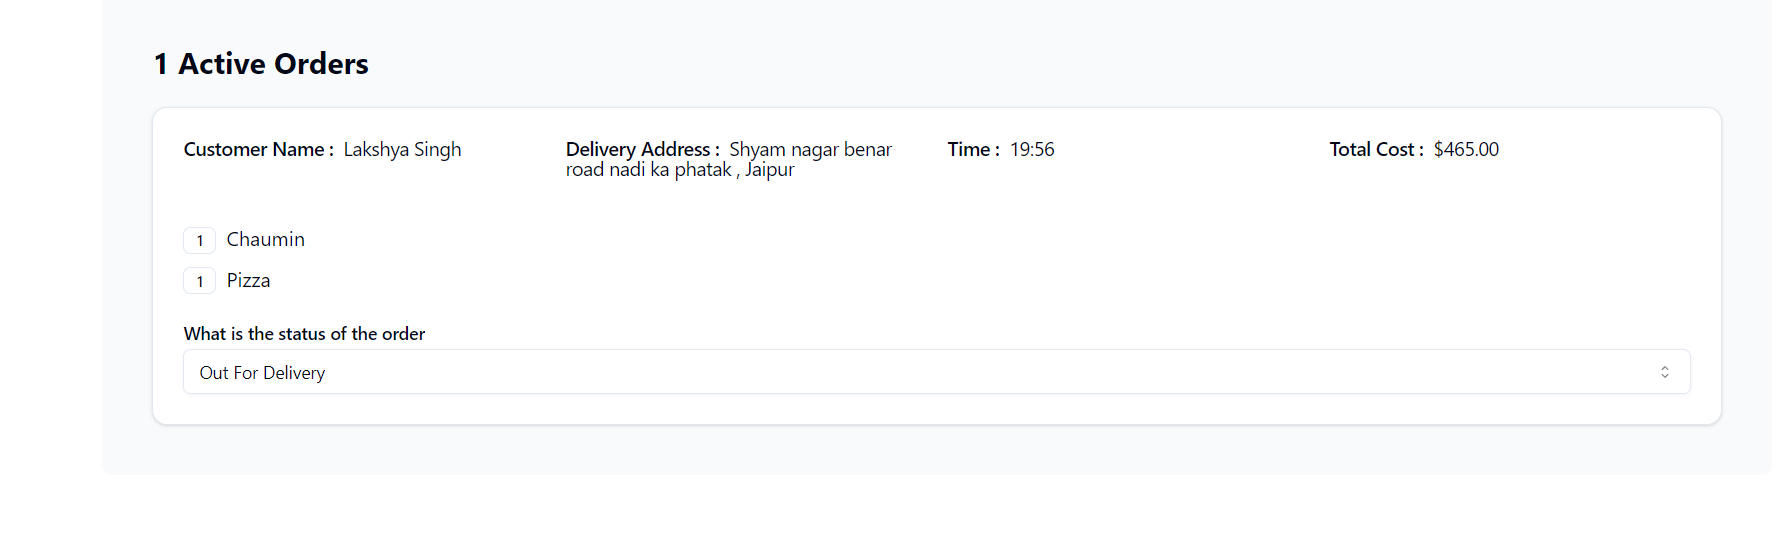 1 Active Orders
Customer Name : Lakshya Singh
Delivery Address : Shyam nagar benar
road nadi ka phatak , Jaipur
Time : 19:56
Total Cost : $465.00
1 Chaumin
1 Pizza
What is the status of the order
Out For Delivery